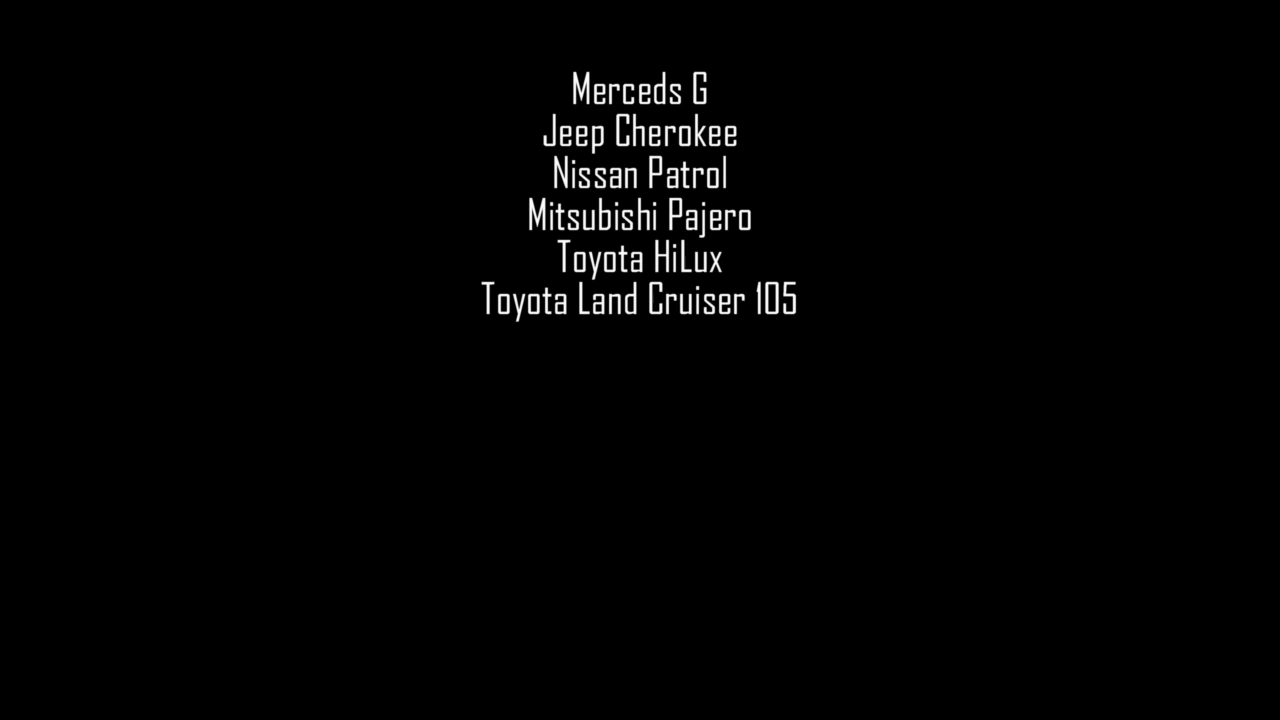 Merceds G
Jeep Cherokee
Nissan Patrol
Mitsubishi Pajero
Toyota HiLux
Toyota Land Cruiser 105